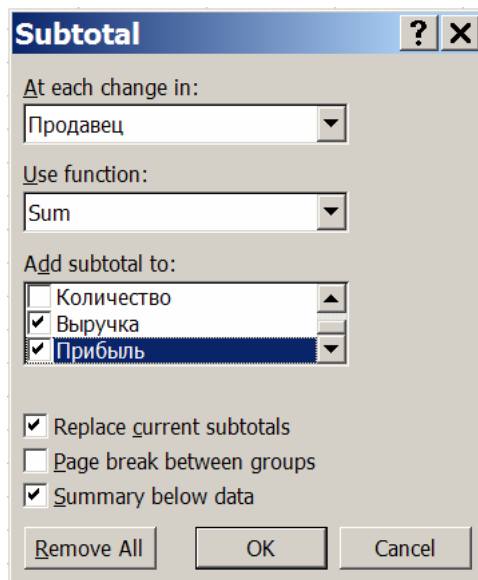 Subtotal
At each change in:
Продавец
Use function:
Sum
Add subtotal to:
Количество
Выручка
Прибыль
Replace current subtotals
Page break between groups
Summary below data
Remove All OK Cancel